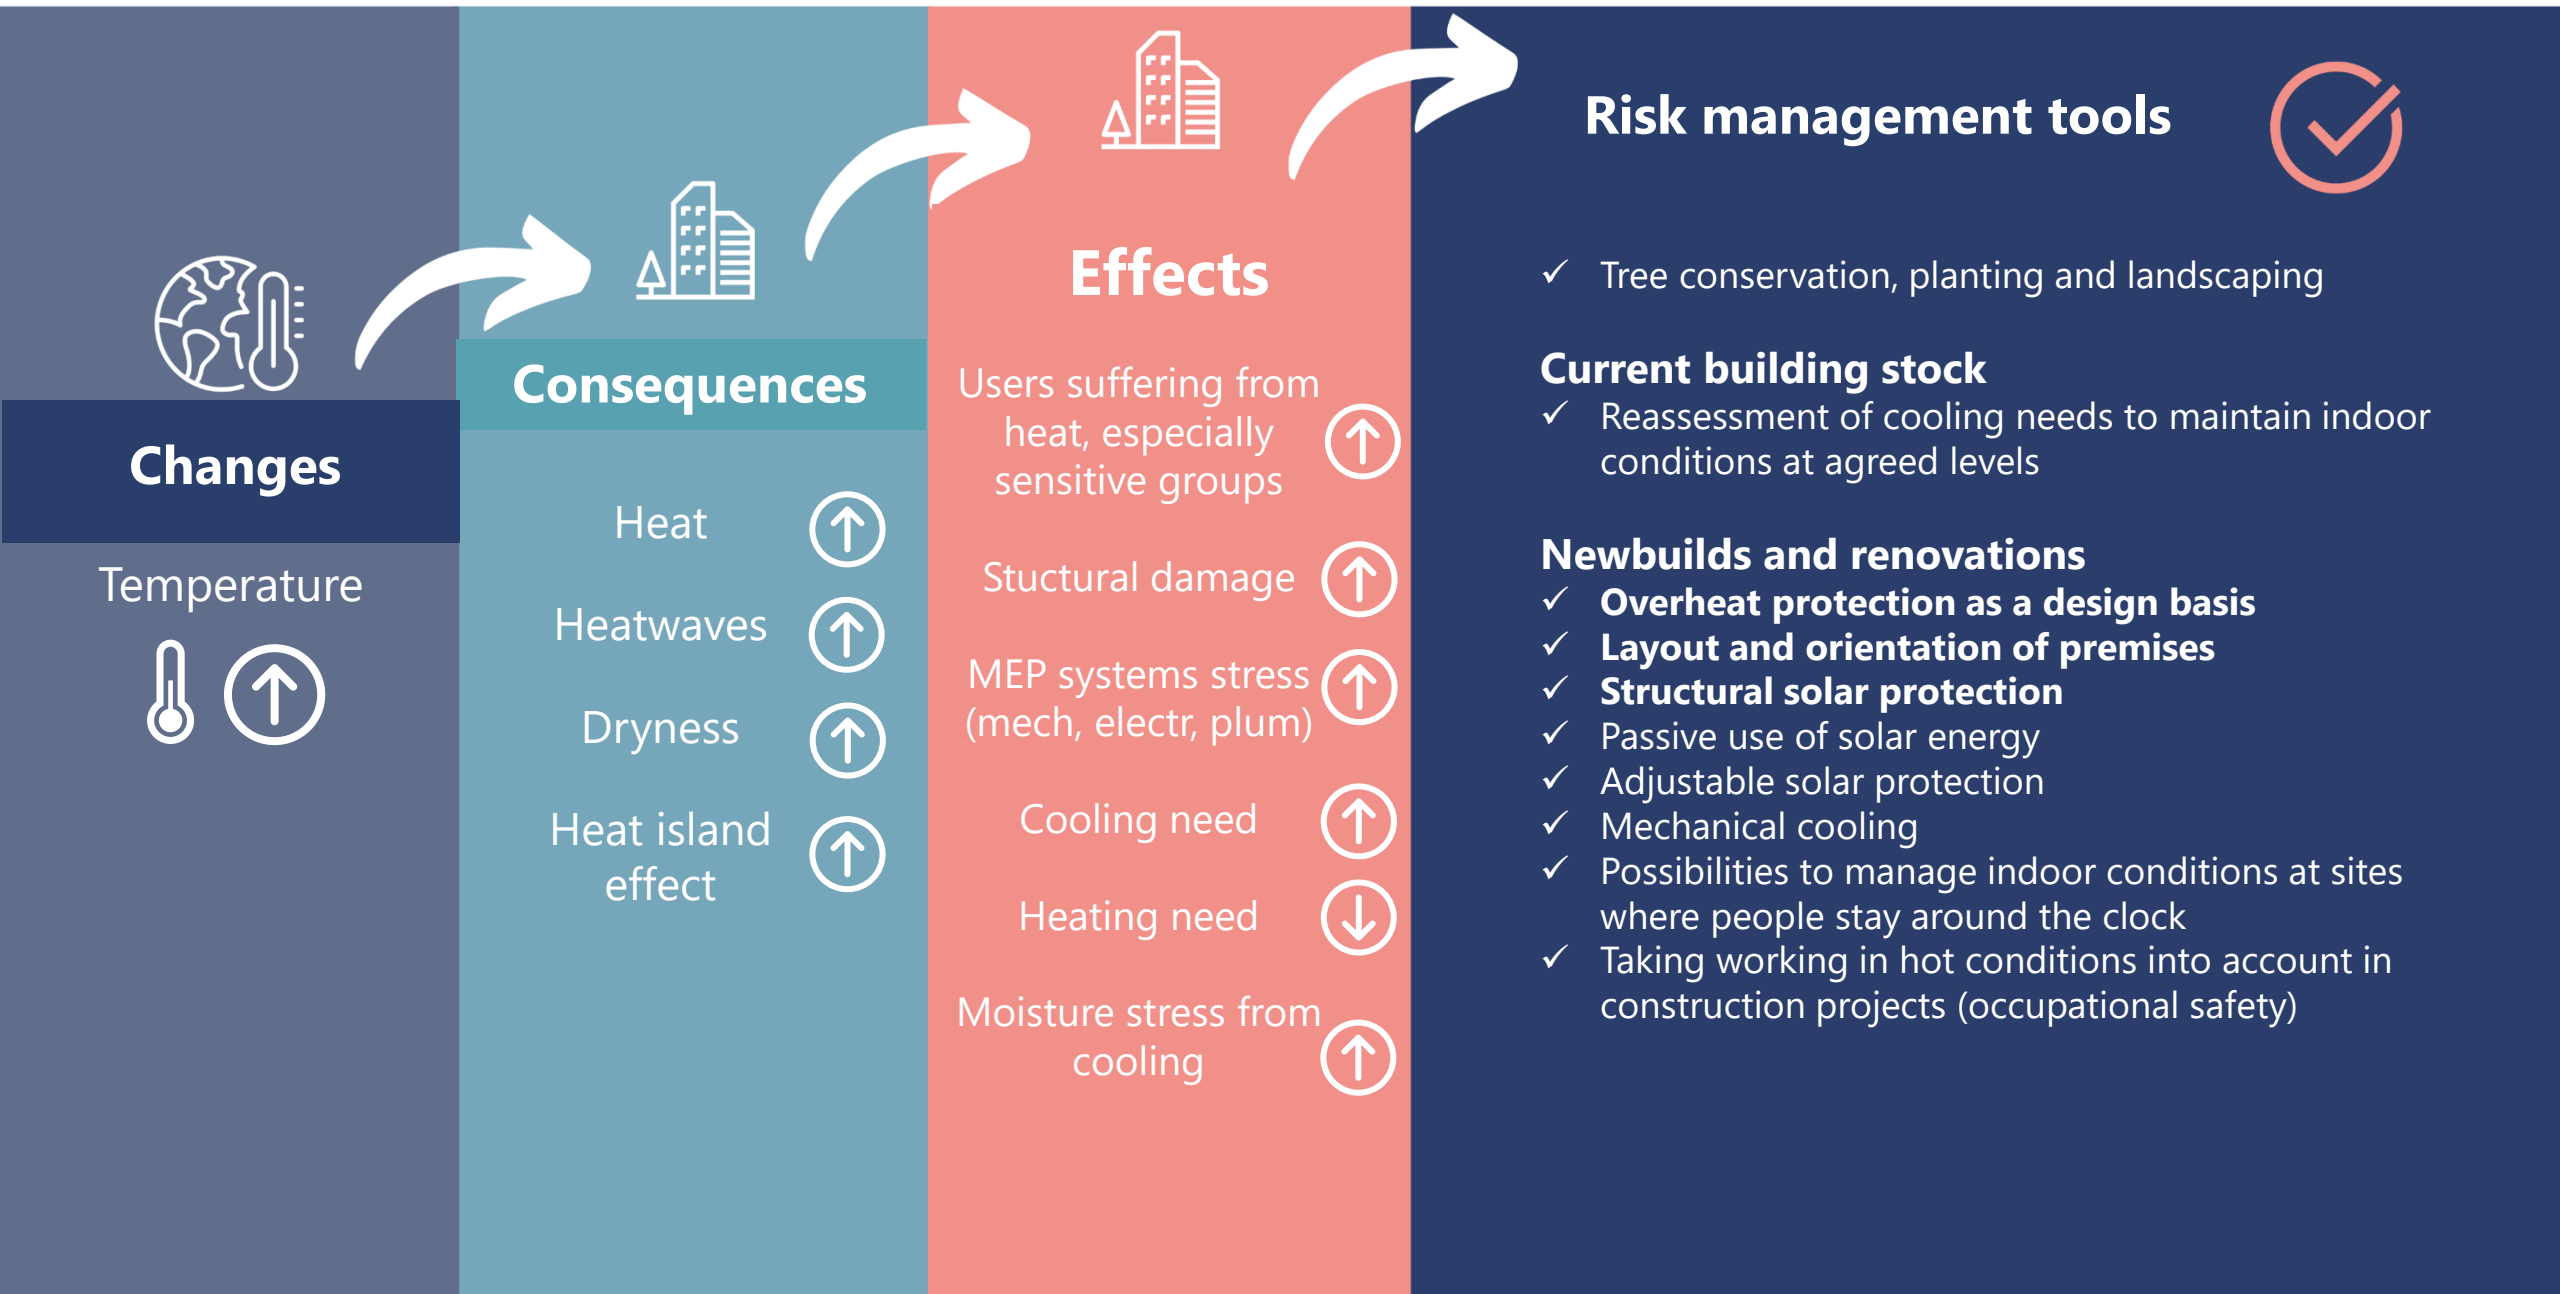 Changes
Temperature
Consequences
Heat
Heatwaves
Dryness
Heat island
effect
Effects
Users suffering from
heat, especially
sensitive groups
Stuctural damage
MEP systems stress
(mech, electr, plum)
Cooling need
Heating need
Moisture stress from
cooling
Risk management tools
✓ Tree conservation, planting and landscaping
Current building stock
✓ Reassessment of cooling needs to maintain indoor
conditions at agreed levels
Newbuilds and renovations
✓ Overheat protection as a design basis
✓ Layout and orientation of premises
✓ Structural solar protection
✓ Passive use of solar energy
✓ Adjustable solar protection
✓ Mechanical cooling
✓ Possibilities to manage indoor conditions at sites
where people stay around the clock
✓ Taking working in hot conditions into account in
construction projects (occupational safety)